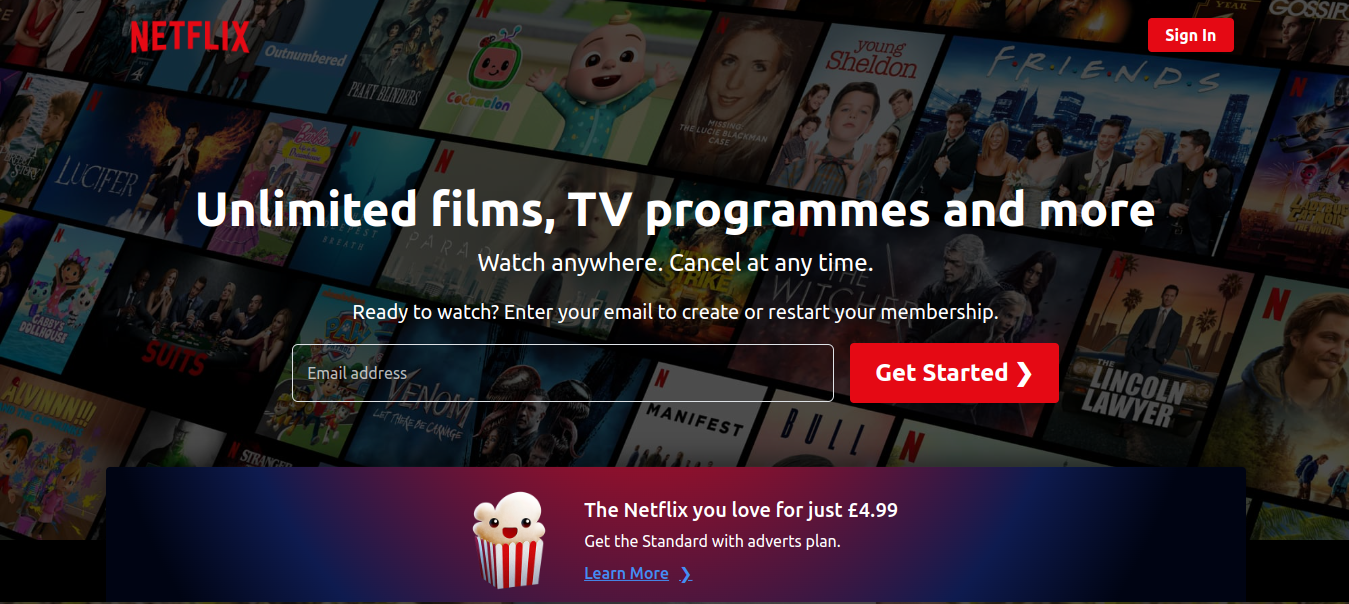 NETFLIX
Sign In
Outnumbered
PEAKY BLINDERS
CoComelon
MISSING:
THE LUCIE BLACKMAN
CASE
young
Sheldon
FRIENDS
YEAR
GOSSIP
LUCIFER
Unlimited films, TV programmes and more
Watch anywhere. Cancel at any time.
BREATH
WITCHER
Ready to watch? Enter your email to create or restart your membership.
Email address
Get Started ❯
GABBY'S
DOLLHOUSE
SUITS
VENOM
LET THERE BE CARNAGE
THE
LINCOLN
LAWYER
ALVINNN!!!
MANIFEST
BULL
STRANGER
The Netflix you love for just £4.99
Get the Standard with adverts plan.
Learn More ❯